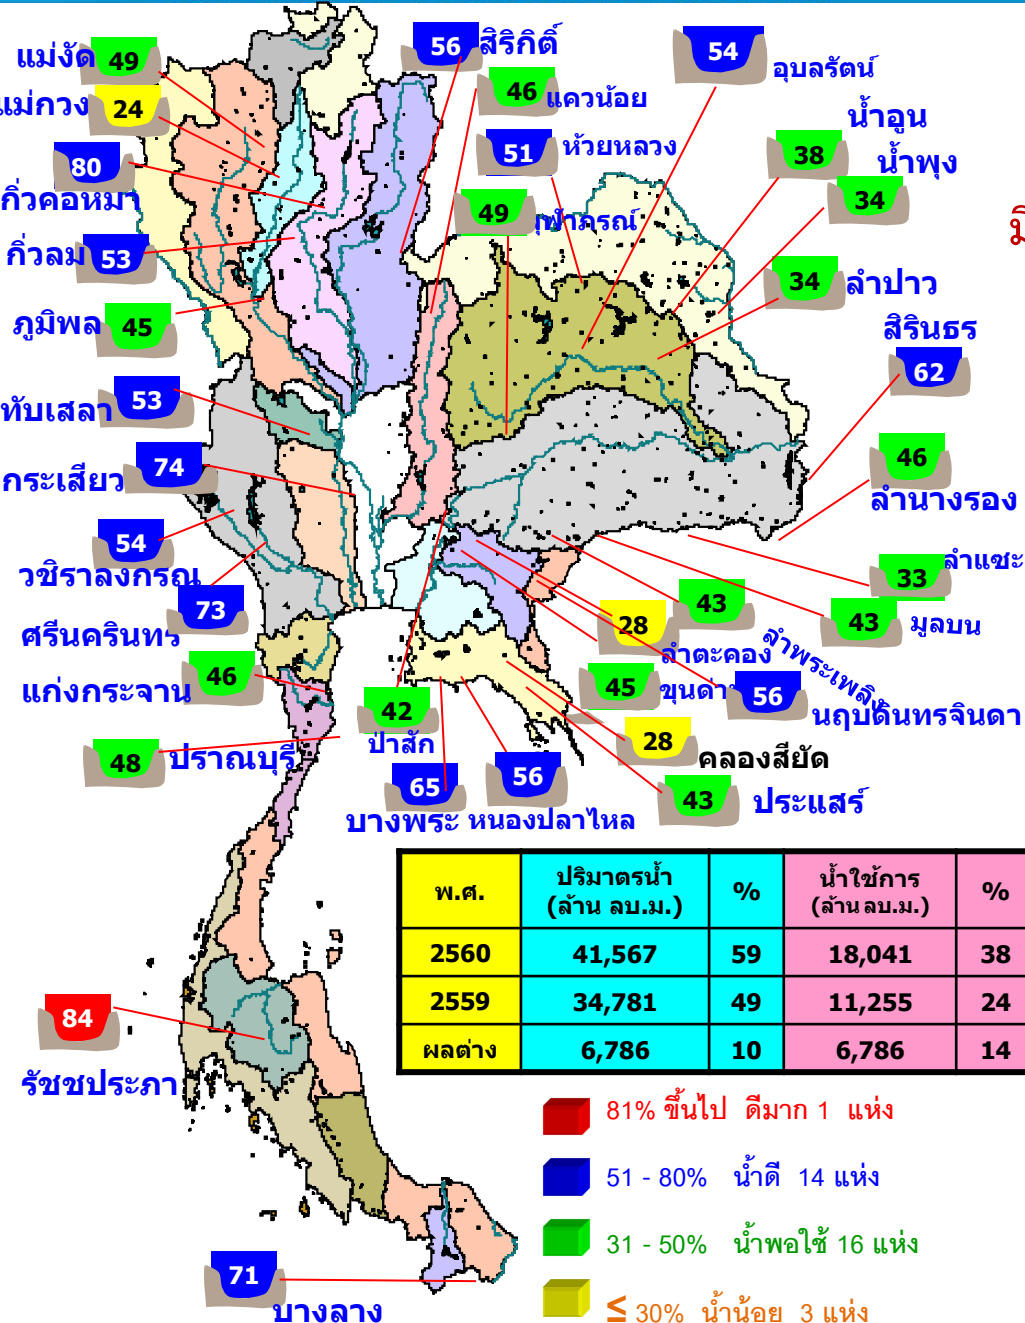 56 สิริกิติ์
54 อุบลรัตน์
แม่งัด 49
46 แควน้อย
แม่กวง 24
น้ำอูน
38
51 ห้วยหลวง
น้ำพุง
34
80
กิ่วคอหมา
49 จุฬาภรณ์
กิ่วลม 53
34 ลำปาว
ภูมิพล 45
สิรินธร
62
ทับเสลา 53
กระเสียว 74
46
ลำนางรอง
54
วชิราลงกรณ
33 ลำแซะ
73
ศรีนครินทร
43
28
ลำตะคอง
43 มูลบน
ลำพระเพลิง
แก่งกระจาน 46
45 ขุนด่าน
56 นฤบดินทรจินดา
42
ป่าสัก
48 ปราณบุรี
28 คลองสียัด
65
บางพระ
56
หนองปลาไหล
43 ประแสร์
พ.ศ. ปริมาตรน้ำ (ล้าน ลบ.ม.) % น้ำใช้การ (ล้าน ลบ.ม.) %
2560 41,567 59 18,041 38
2559 34,781 49 11,255 24
ผลต่าง 6,786 10 6,786 14
84
รัชชประภา
81% ขึ้นไป ดีมาก 1 แห่ง
51 - 80% น้ำดี 14 แห่ง
31 - 50% น้ำพอใช้ 16 แห่ง
≤ 30% น้ำน้อย 3 แห่ง
71
บางลาง